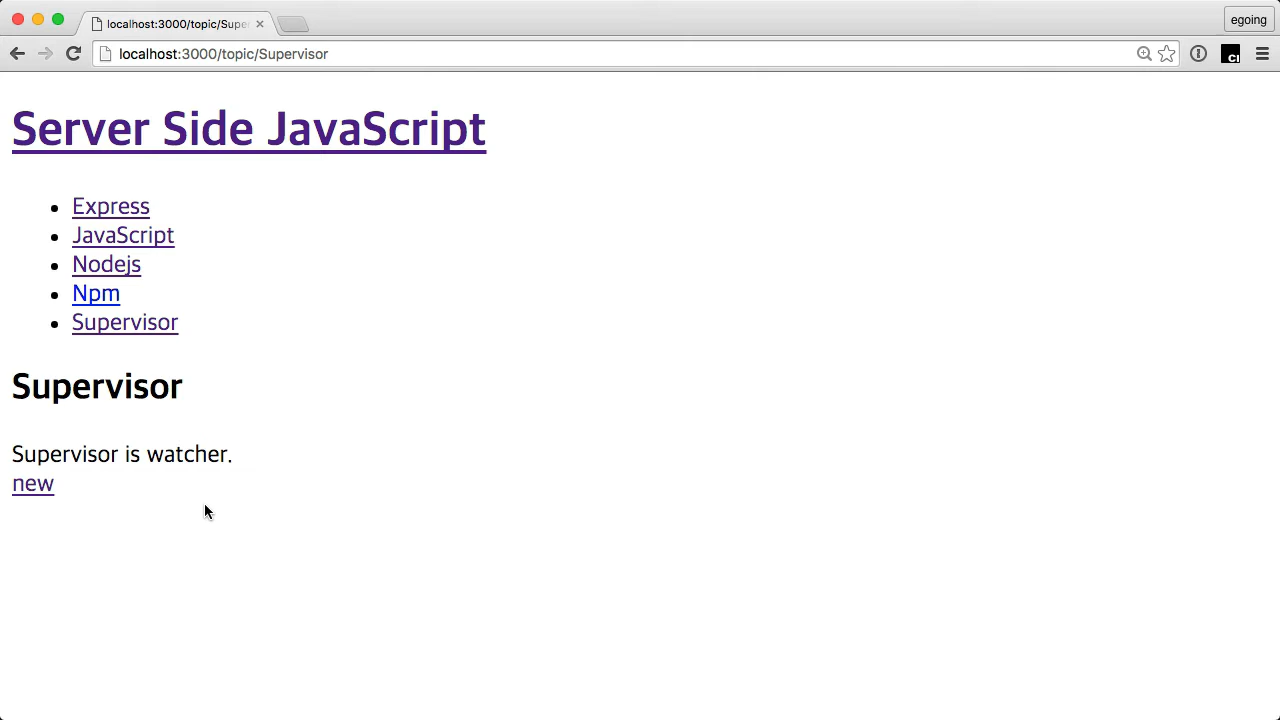 localhost:3000/topic/Supe
egoing
localhost:3000/topic/Supervisor
Server Side JavaScript
Express
JavaScript
Nodejs
Npm
Supervisor
Supervisor
Supervisor is watcher.
new